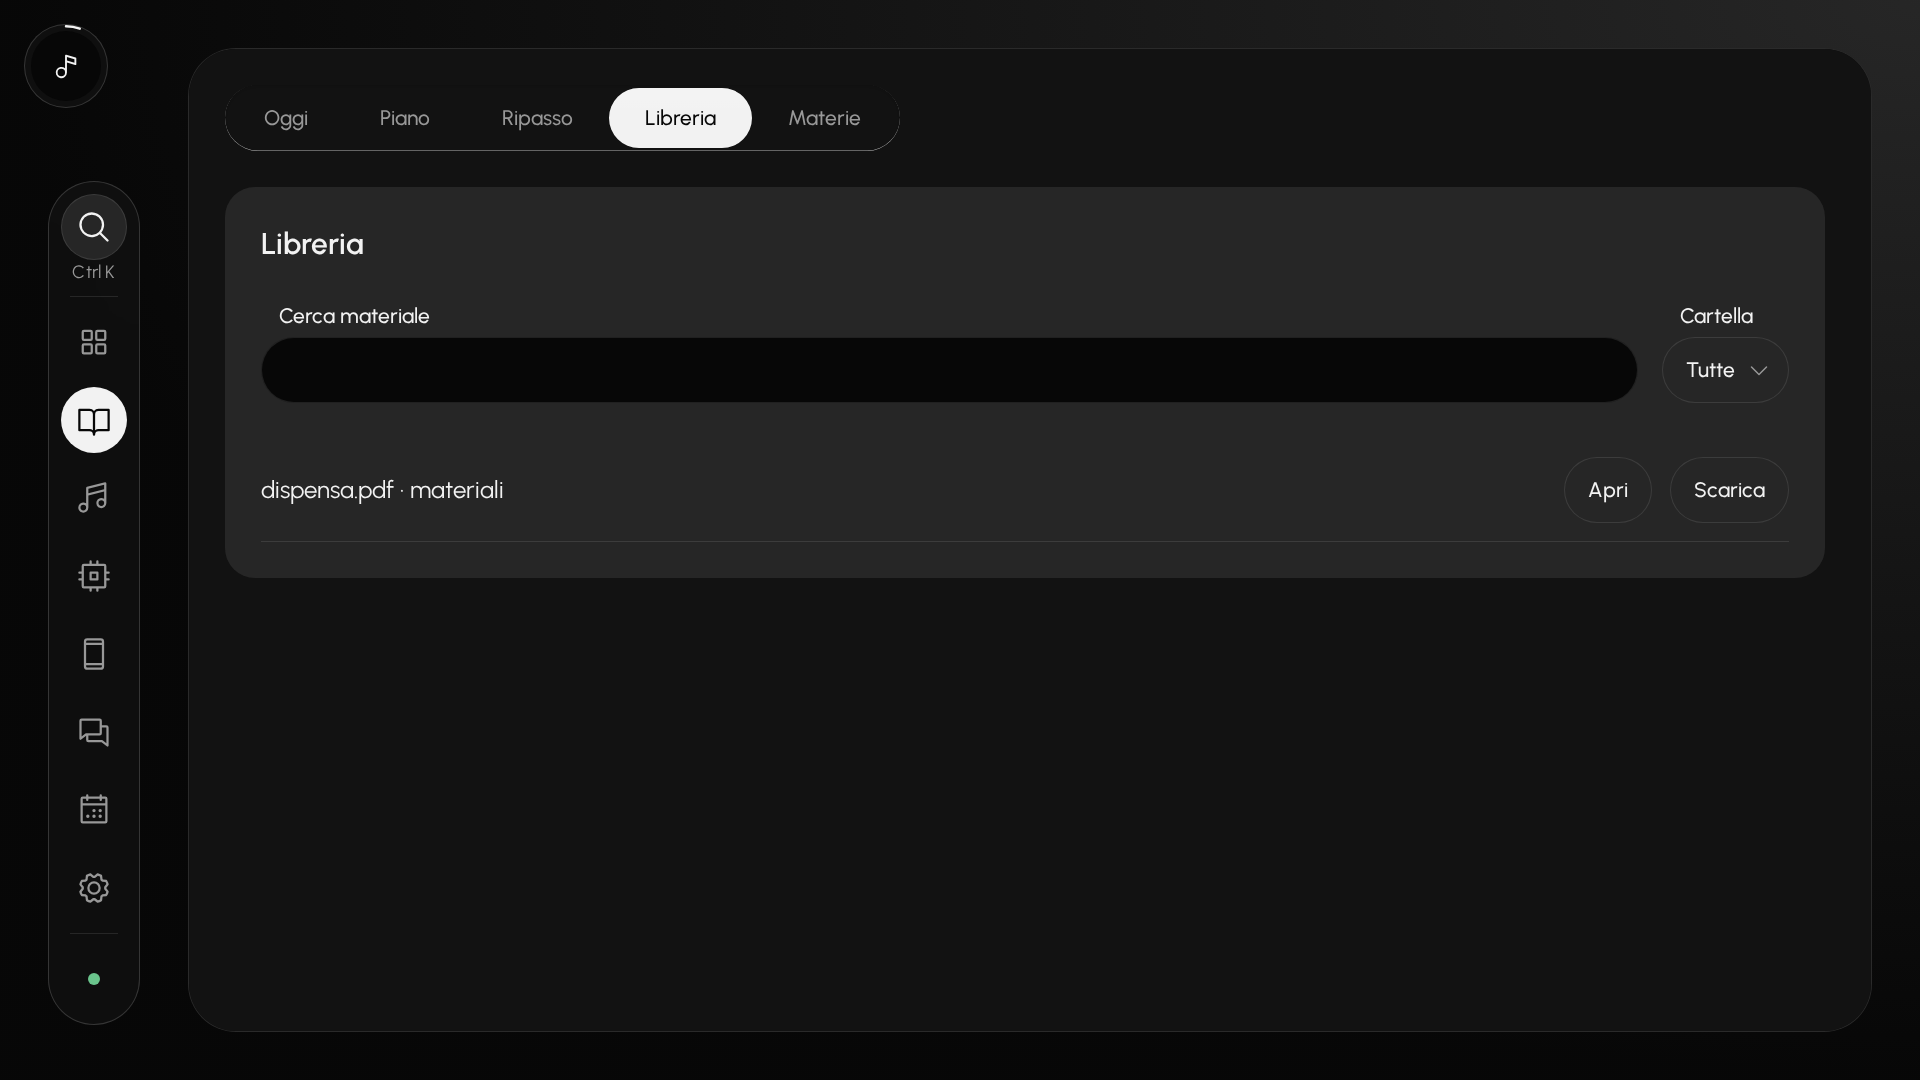 Oggi
Piano
Ripasso
Libreria
Materie
Ctrl K
Libreria
Cerca materiale
Cartella
Tutte
dispensa.pdf · materiali
Apri
Scarica